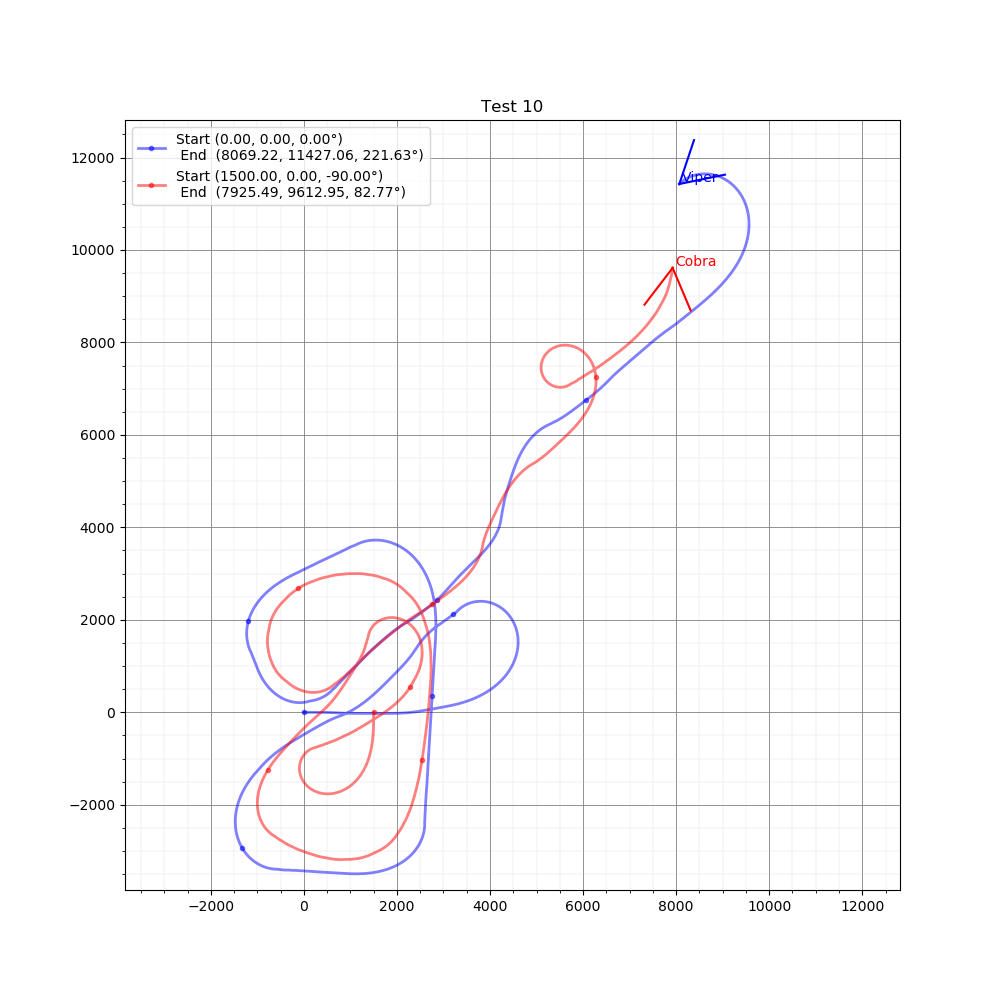 Test 10
Start (0.00, 0.00, 0.00°)
End (8069.22, 11427.06, 221.63°)
Start (1500.00, 0.00, -90.00°)
End (7925.49, 9612.95, 82.77°)
Viper
Cobra
12000
10000
8000
6000
4000
2000
0
−2000
−2000 0 2000 4000 6000 8000 10000 12000